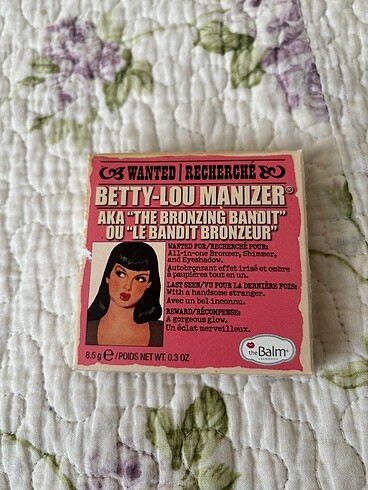 WANTED | RECHERCHÉ
BETTY-LOU MANIZER®
AKA "THE BRONZING BANDIT"
OU "LE BANDIT BRONZEUR"
WANTED FOR/RECHERCHÉ POUR:
All-in-one Bronzer, Shimmer,
and Eyeshadow.
Autobronzant effet irisé et ombre
à paupières tout en un.
LAST SEEN/VU POUR LA DERNIÈRE FOIS:
With a handsome stranger.
Avec un bel inconnu.
REWARD/RÉCOMPENSE:
A gorgeous glow.
Un éclat merveilleux.
8.5 g ℮ /POIDS NET WT. 0.3 OZ
theBalm®
COSMETICS